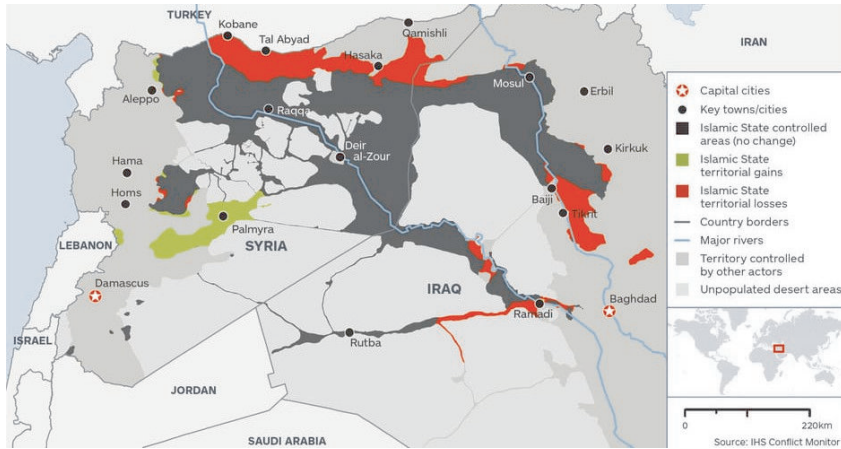 TURKEY
Kobane
Tal Abyad
Qamishli
Hasaka
IRAN
Aleppo
Raqqa
Mosul
Erbil
Deir
al-Zour
Kirkuk
Hama
Homs
Baiji
Tikrit
Palmyra
LEBANON
SYRIA
Damascus
IRAQ
Ramadi
Baghdad
ISRAEL
Rutba
JORDAN
SAUDI ARABIA
Capital cities
Key towns/cities
Islamic State controlled
areas (no change)
Islamic State
territorial gains
Islamic State
territorial losses
Country borders
Major rivers
Territory controlled
by other actors
Unpopulated desert areas
0
220km
Source: IHS Conflict Monitor